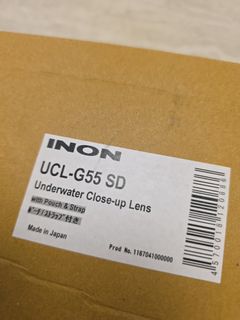 INON
UCL-G55 SD
Underwater Close-up Lens
with Pouch & Strap
ﾎﾟｰﾁ/ｽﾄﾗｯﾌﾟ付き
Made in Japan
Prod No. 1167041000000